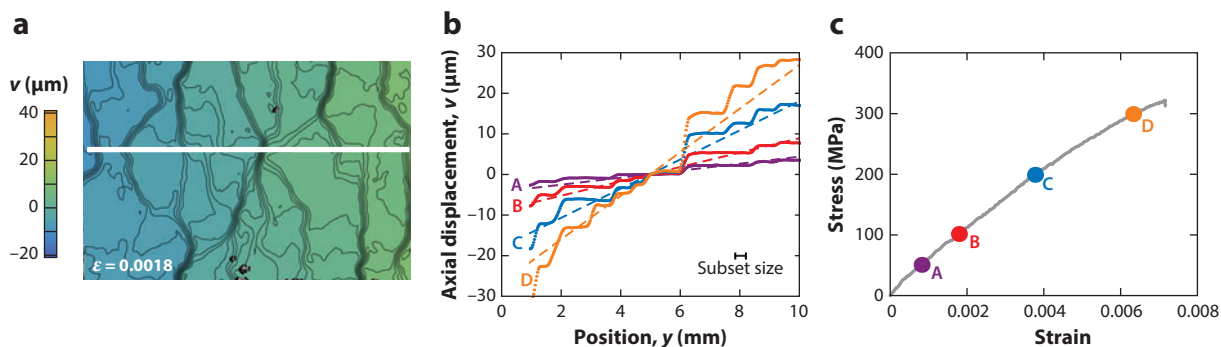 a
v (µm)
40
20
0
−20
ε = 0.0018
b
Axial displacement, v (µm)
30
20
10
0
−10
−20
−30
A
B
C
D
Subset size
0
2
4
6
8
10
Position, y (mm)
c
Stress (MPa)
400
300
200
100
0
A
B
C
D
0
0.002
0.004
0.006
0.008
Strain